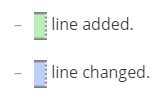 – line added.
– line changed.